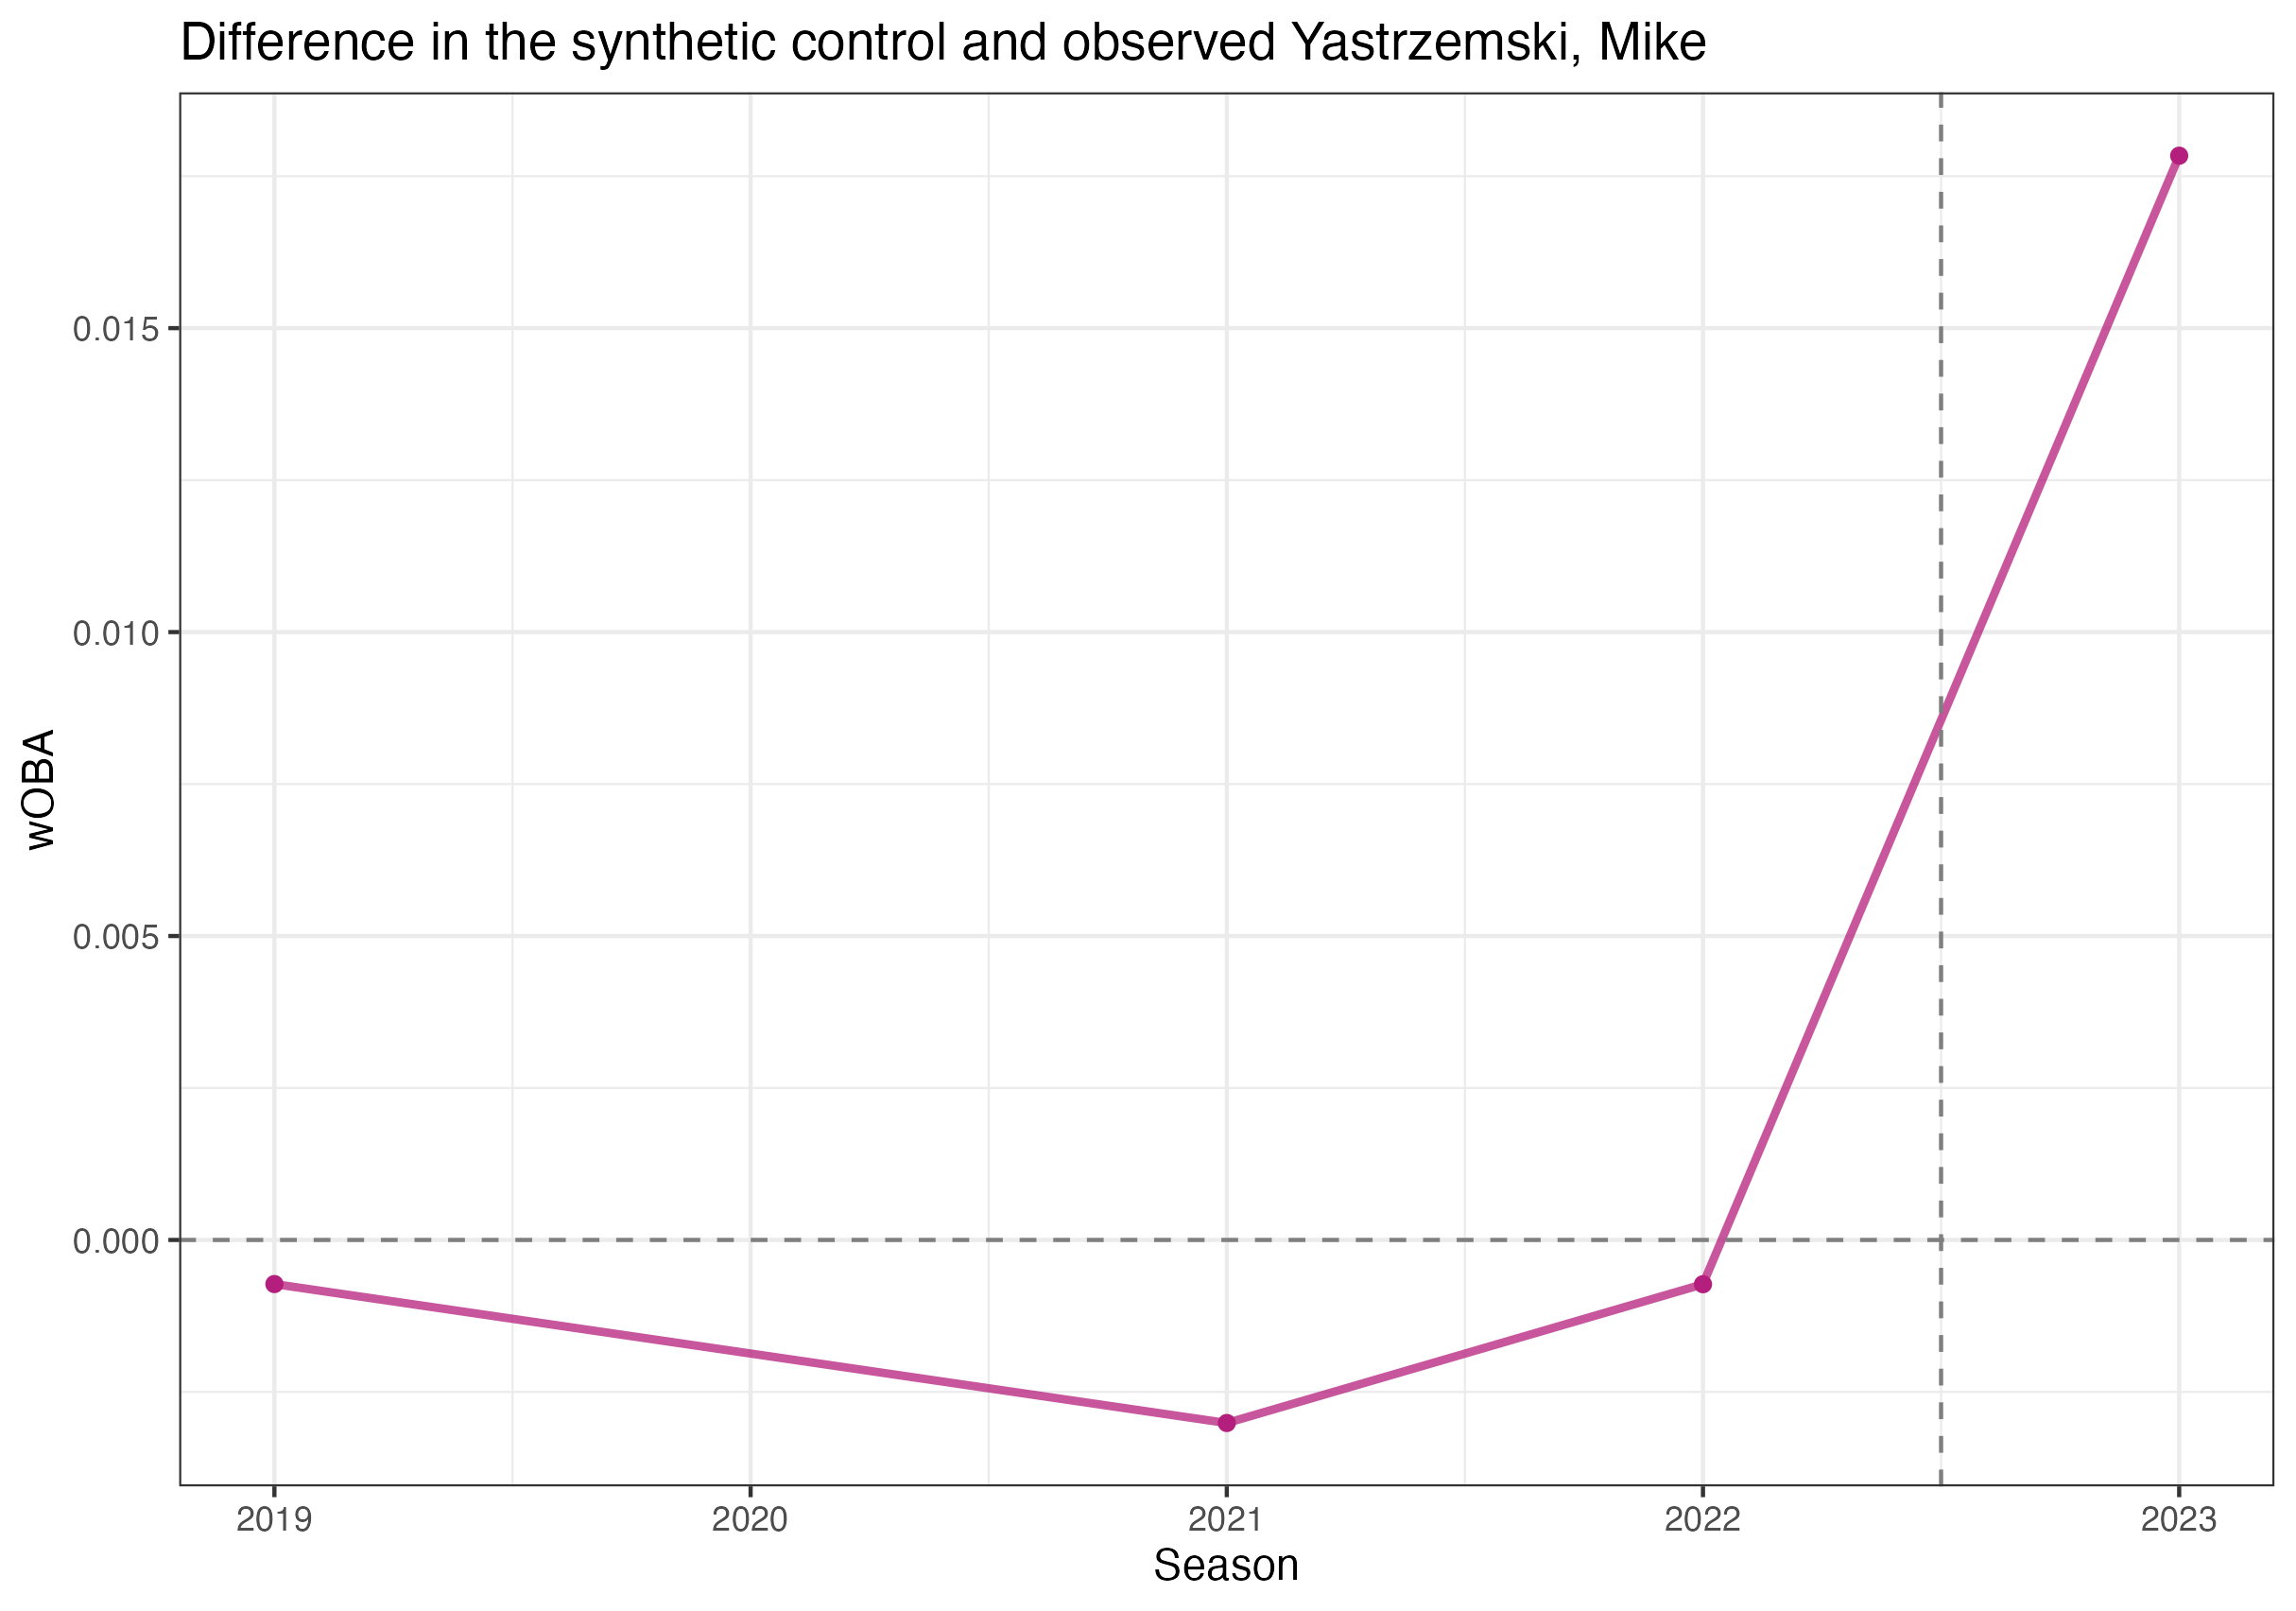 Difference in the synthetic control and observed Yastrzemski, Mike
wOBA
0.015
0.010
0.005
0.000
2019 2020 2021 2022 2023
Season